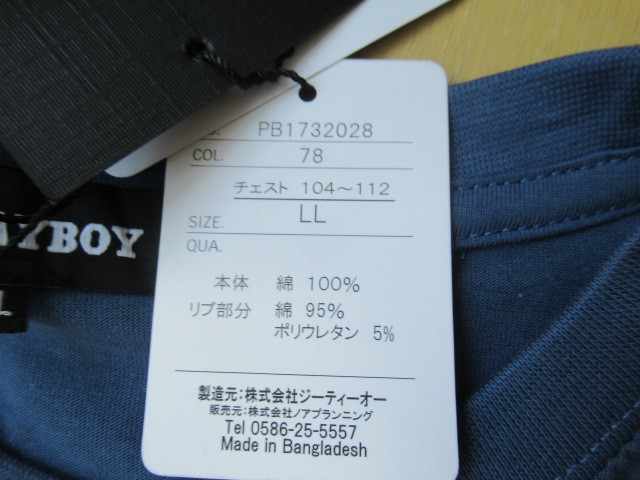 PB1732028
COL. 78
チェスト 104～112
SIZE. LL
QUA.
本体 綿 100%
リブ部分 綿 95%
ポリウレタン 5%
製造元:株式会社ジーティーオー
販売元:株式会社ノアプランニング
Tel 0586-25-5557
Made in Bangladesh
AYBOY
L